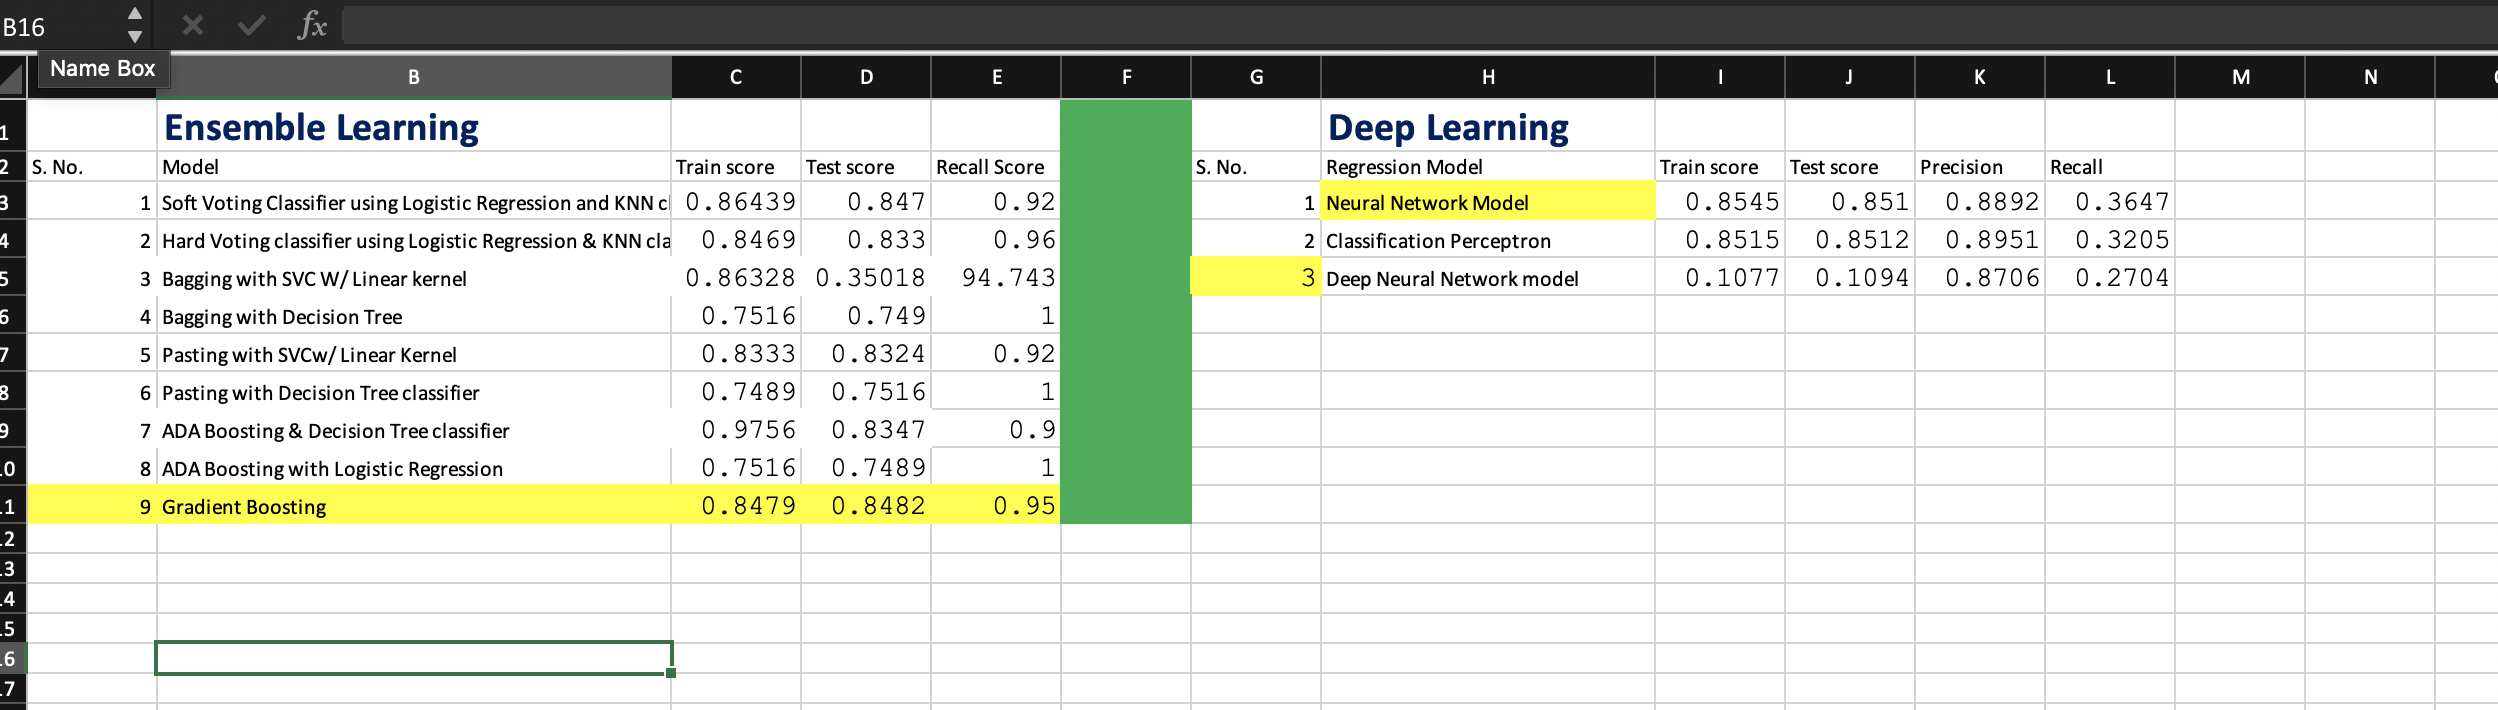 B16
fx
Name Box
B C D E F G H I J K L M N
1 Ensemble Learning Deep Learning
2 S. No. Model Train score Test score Recall Score S. No. Regression Model Train score Test score Precision Recall
3 1 Soft Voting Classifier using Logistic Regression and KNN cl 0.86439 0.847 0.92 1 Neural Network Model 0.8545 0.851 0.8892 0.3647
4 2 Hard Voting classifier using Logistic Regression & KNN cla 0.8469 0.833 0.96 2 Classification Perceptron 0.8515 0.8512 0.8951 0.3205
5 3 Bagging with SVC W/ Linear kernel 0.86328 0.35018 94.743 3 Deep Neural Network model 0.1077 0.1094 0.8706 0.2704
6 4 Bagging with Decision Tree 0.7516 0.749 1
7 5 Pasting with SVCw/ Linear Kernel 0.8333 0.8324 0.92
8 6 Pasting with Decision Tree classifier 0.7489 0.7516 1
9 7 ADA Boosting & Decision Tree classifier 0.9756 0.8347 0.9
.0 8 ADA Boosting with Logistic Regression 0.7516 0.7489 1
.1 9 Gradient Boosting 0.8479 0.8482 0.95
.2
.3
.4
.5
.6
.7